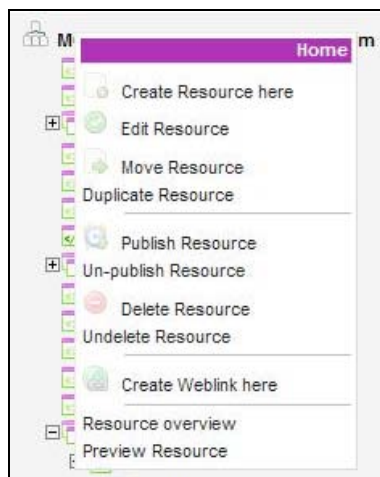 M Home m
Create Resource here
Edit Resource
Move Resource
Duplicate Resource
Publish Resource
Un-publish Resource
Delete Resource
Undelete Resource
Create Weblink here
Resource overview
Preview Resource